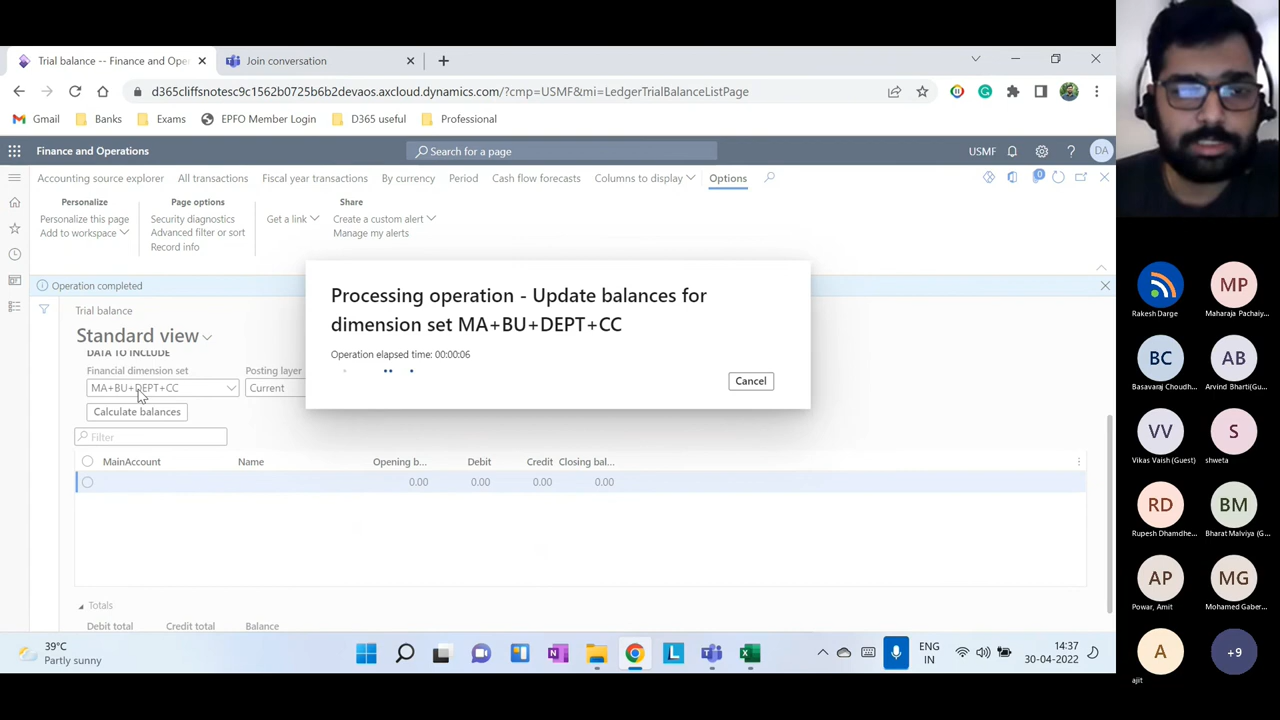 Trial balance -- Finance and Ope
Join conversation
d365cliffsnotesc9c1562b0725b6b2devaos.axcloud.dynamics.com/?cmp=USMF&mi=LedgerTrialBalanceListPage
Gmail
Banks
Exams
EPFO Member Login
D365 useful
Professional
Finance and Operations
Search for a page
USMF
DA
Accounting source explorer
All transactions
Fiscal year transactions
By currency
Period
Cash flow forecasts
Columns to display
Options
0
Personalize
Page options
Share
Personalize this page
Security diagnostics
Get a link
Create a custom alert
Add to workspace
Advanced filter or sort
Manage my alerts
Record info
Operation completed
Processing operation - Update balances for
dimension set MA+BU+DEPT+CC
Operation elapsed time: 00:00:06
Cancel
Trial balance
Standard view
DATA TO INCLUDE
Financial dimension set
Posting layer
MA+BU+DEPT+CC
Current
Calculate balances
Filter
MainAccount
Name
Opening b...
Debit
Credit
Closing bal...
0.00
0.00
0.00
0.00
Totals
Debit total
Credit total
Balance
39°C
Partly sunny
ENG
IN
14:37
30-04-2022
Rakesh Darge
MP
Maharaja Pachaiy...
BC
Basavaraj Choudh...
AB
Arvind Bharti(Gu...
VV
Vikas Vaish (Guest)
S
shweta
RD
Rupesh Dhamdhe...
BM
Bharat Malviya (G...
AP
Powar, Amit
MG
Mohamed Gaber...
A
ajit
+9